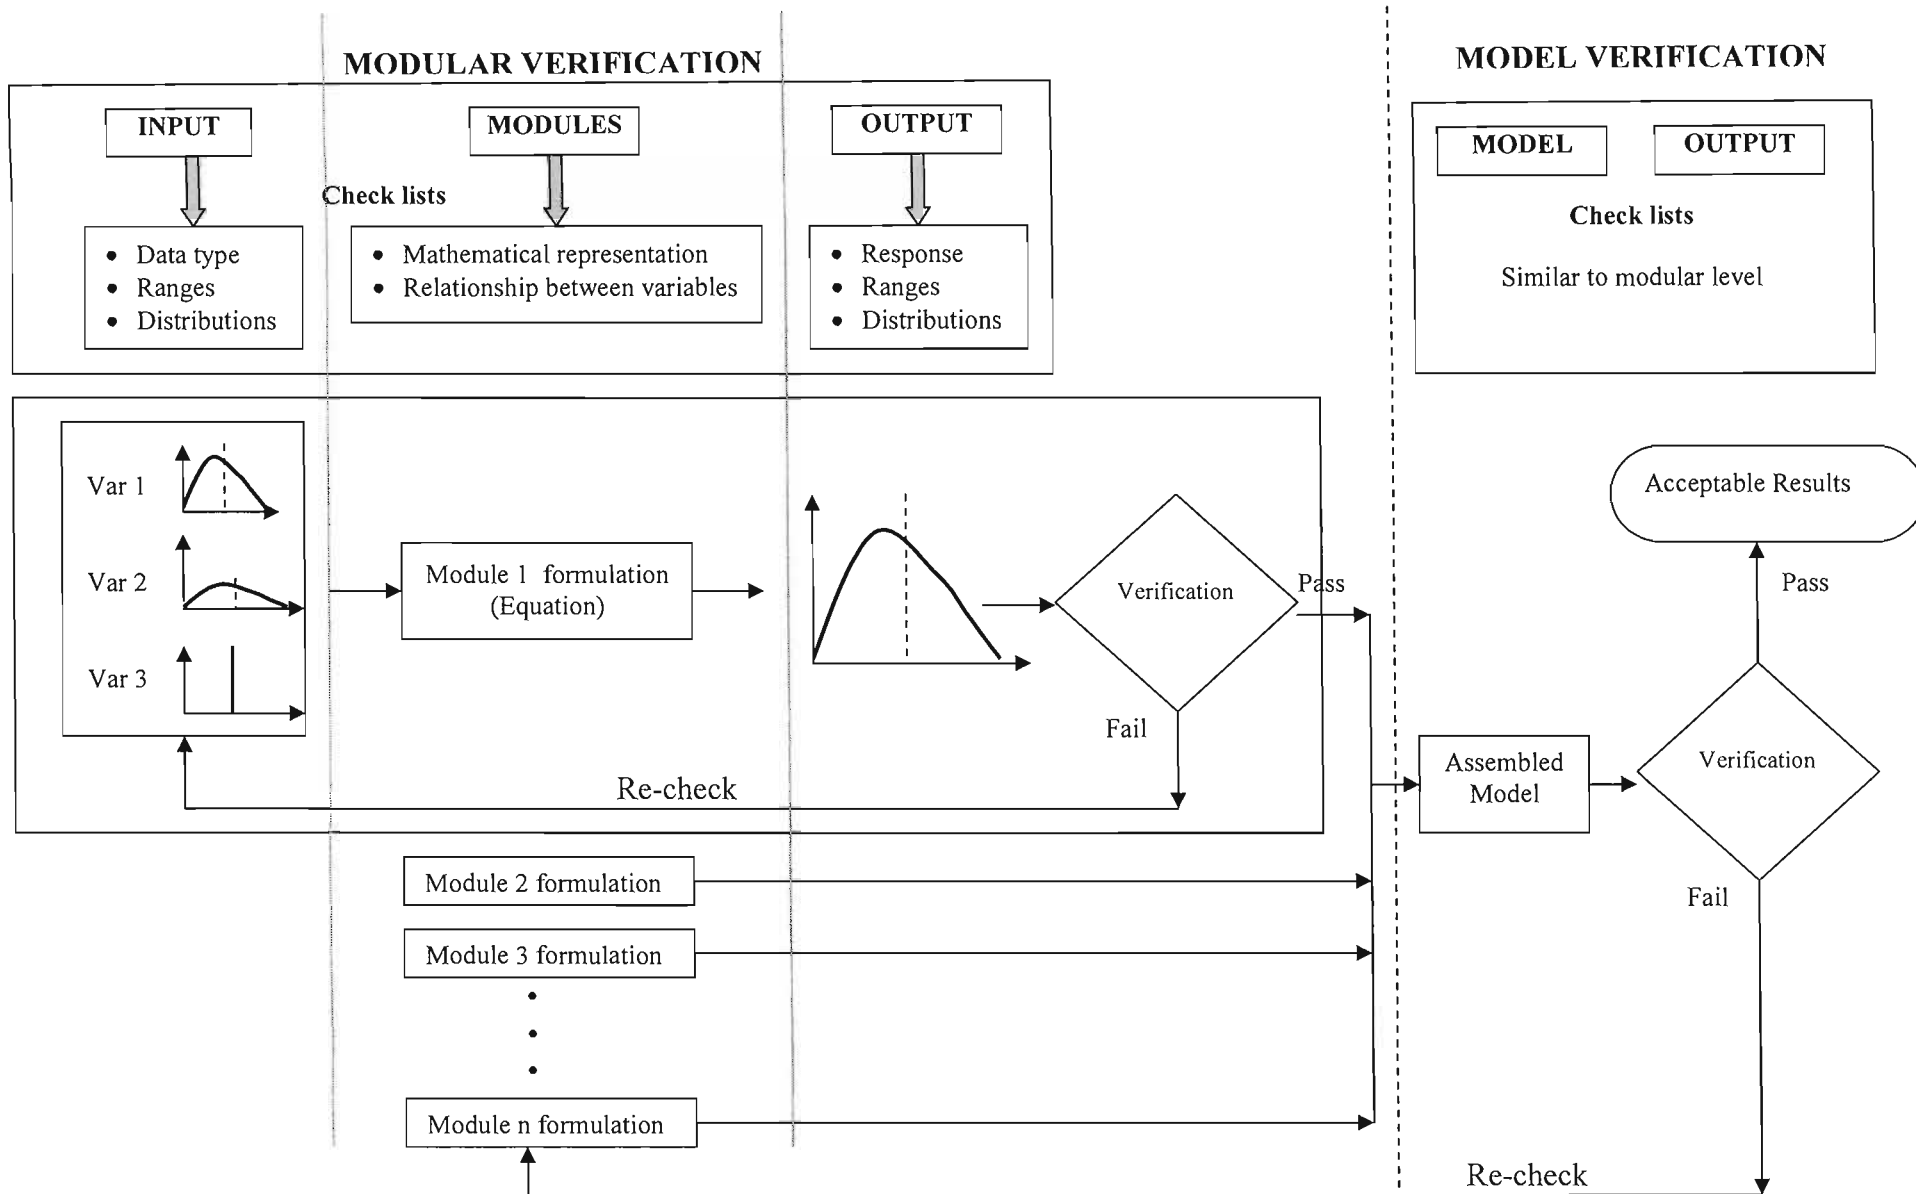 MODULAR VERIFICATION
MODEL VERIFICATION
INPUT
MODULES
OUTPUT
Check lists
• Data type
• Ranges
• Distributions
• Mathematical representation
• Relationship between variables
• Response
• Ranges
• Distributions
MODEL
OUTPUT
Check lists
Similar to modular level
Var 1
Var 2
Var 3
Module 1 formulation
(Equation)
Verification
Pass
Fail
Re-check
Module 2 formulation
Module 3 formulation
Module n formulation
Assembled
Model
Verification
Pass
Acceptable Results
Fail
Re-check